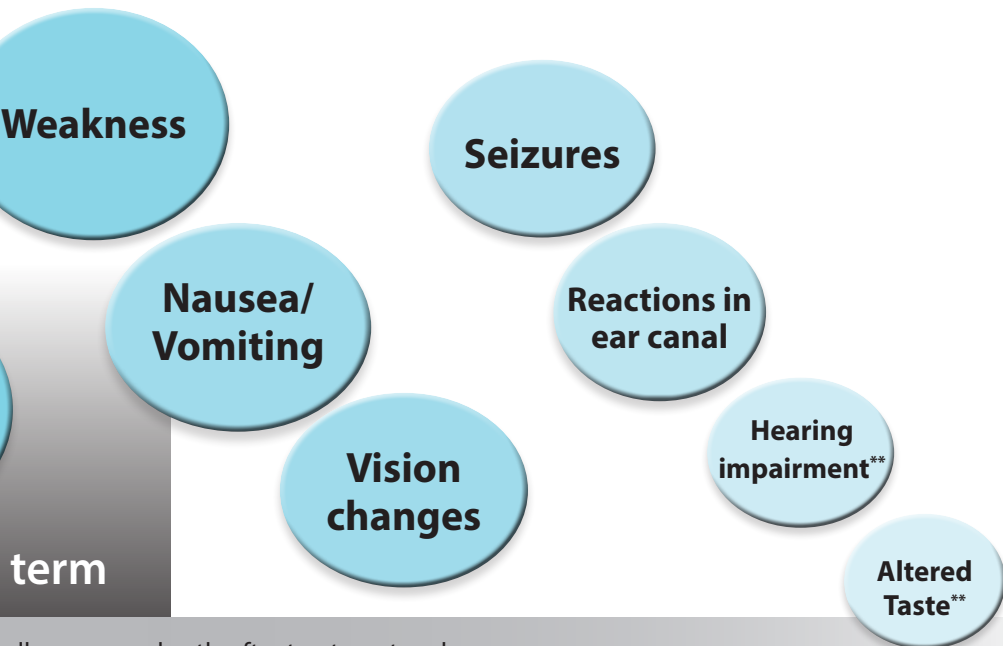 Weakness
Seizures
Nausea/
Vomiting
Reactions in
ear canal
Vision
changes
Hearing
impairment**
term
Altered
Taste**